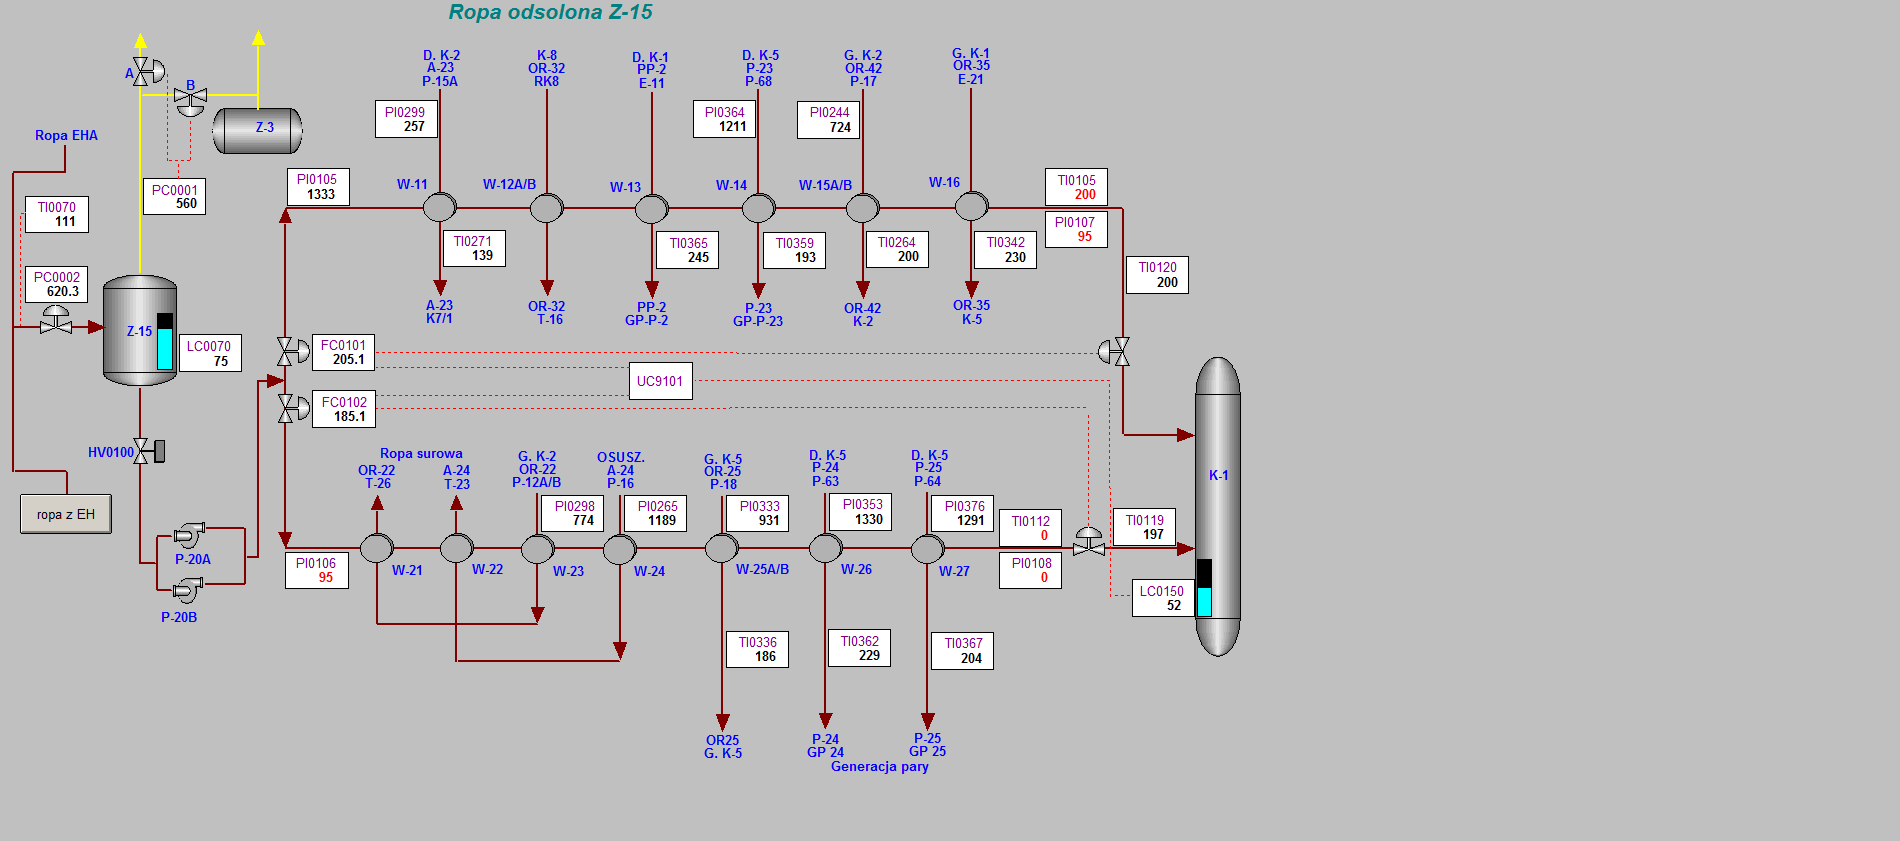 Ropa odsolona Z-15
A
B
Z-3
Ropa EHA
PC0001
560
TI0070
111
PC0002
620.3
Z-15
LC0070
75
HV0100
ropa z EH
P-20A
P-20B
D. K-2
A-23
P-15A
K-8
OR-32
RK8
D. K-1
PP-2
E-11
D. K-5
P-23
P-68
G. K-2
OR-42
P-17
G. K-1
OR-35
E-21
PI0299
257
PI0364
1211
PI0244
724
PI0105
1333
W-11
W-12A/B
W-13
W-14
W-15A/B
W-16
TI0105
200
PI0107
95
TI0271
139
TI0365
245
TI0359
193
TI0264
200
TI0342
230
TI0120
200
A-23
K7/1
OR-32
T-16
PP-2
GP-P-2
P-23
GP-P-23
OR-42
K-2
OR-35
K-5
FC0101
205.1
UC9101
FC0102
185.1
Ropa surowa
OR-22
T-26
A-24
T-23
G. K-2
OR-22
P-12A/B
OSUSZ.
A-24
P-16
G. K-5
OR-25
P-18
D. K-5
P-24
P-63
D. K-5
P-25
P-64
PI0298
774
PI0265
1189
PI0333
931
PI0353
1330
PI0376
1291
TI0112
0
PI0108
0
TI0119
197
K-1
PI0106
95
W-21
W-22
W-23
W-24
W-25A/B
W-26
W-27
LC0150
52
TI0336
186
TI0362
229
TI0367
204
OR25
G. K-5
P-24
GP 24
P-25
GP 25
Generacja pary